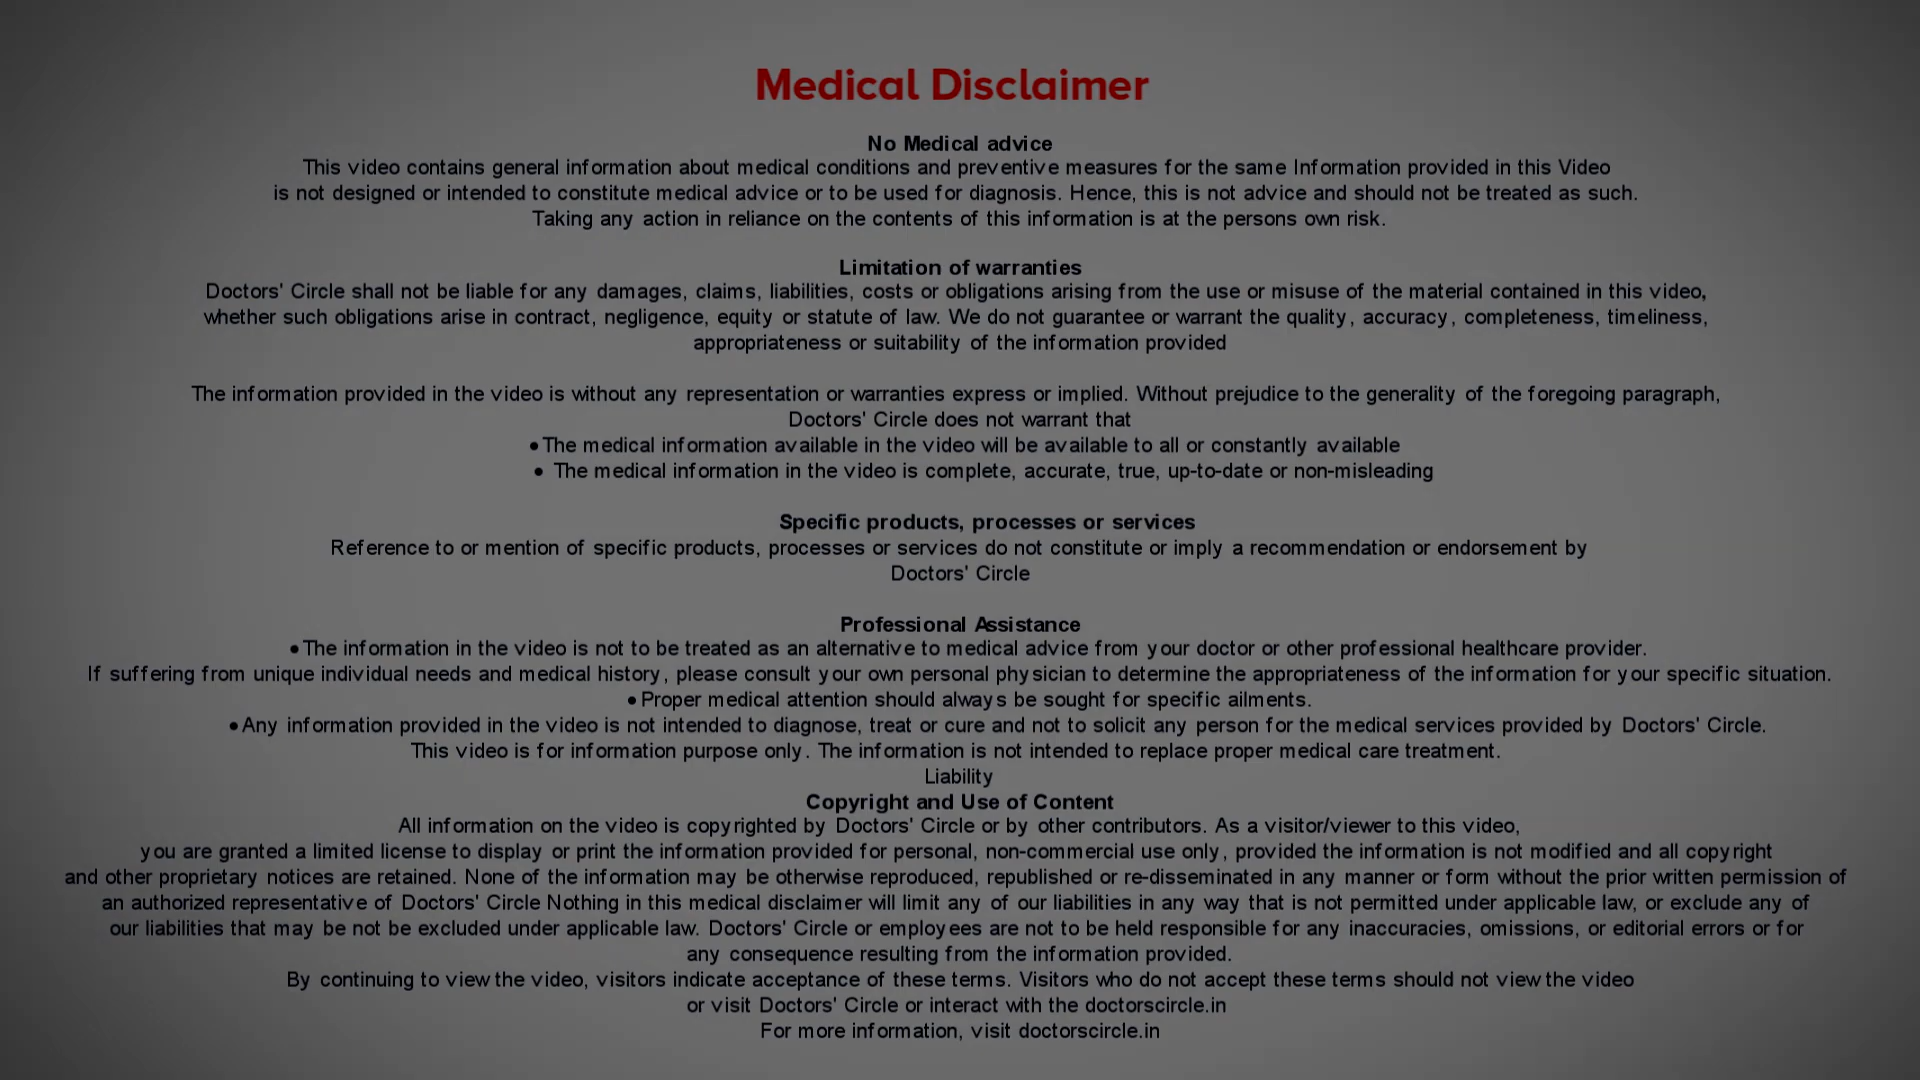 Medical Disclaimer
No Medical advice
This video contains general information about medical conditions and preventive measures for the same Information provided in this Video
is not designed or intended to constitute medical advice or to be used for diagnosis. Hence, this is not advice and should not be treated as such.
Taking any action in reliance on the contents of this information is at the persons own risk.
Limitation of warranties
Doctors' Circle shall not be liable for any damages, claims, liabilities, costs or obligations arising from the use or misuse of the material contained in this video,
whether such obligations arise in contract, negligence, equity or statute of law. We do not guarantee or warrant the quality, accuracy, completeness, timeliness,
appropriateness or suitability of the information provided
The information provided in the video is without any representation or warranties express or implied. Without prejudice to the generality of the foregoing paragraph,
Doctors' Circle does not warrant that
•The medical information available in the video will be available to all or constantly available
• The medical information in the video is complete, accurate, true, up-to-date or non-misleading
Specific products, processes or services
Reference to or mention of specific products, processes or services do not constitute or imply a recommendation or endorsement by
Doctors' Circle
Professional Assistance
•The information in the video is not to be treated as an alternative to medical advice from your doctor or other professional healthcare provider.
If suffering from unique individual needs and medical history, please consult your own personal physician to determine the appropriateness of the information for your specific situation.
•Proper medical attention should always be sought for specific ailments.
•Any information provided in the video is not intended to diagnose, treat or cure and not to solicit any person for the medical services provided by Doctors' Circle.
This video is for information purpose only. The information is not intended to replace proper medical care treatment.
Liability
Copyright and Use of Content
All information on the video is copyrighted by Doctors' Circle or by other contributors. As a visitor/viewer to this video,
you are granted a limited license to display or print the information provided for personal, non-commercial use only, provided the information is not modified and all copyright
and other proprietary notices are retained. None of the information may be otherwise reproduced, republished or re-disseminated in any manner or form without the prior written permission of
an authorized representative of Doctors' Circle Nothing in this medical disclaimer will limit any of our liabilities in any way that is not permitted under applicable law, or exclude any of
our liabilities that may be not be excluded under applicable law. Doctors' Circle or employees are not to be held responsible for any inaccuracies, omissions, or editorial errors or for
any consequence resulting from the information provided.
By continuing to view the video, visitors indicate acceptance of these terms. Visitors who do not accept these terms should not view the video
or visit Doctors' Circle or interact with the doctorscircle.in
For more information, visit doctorscircle.in